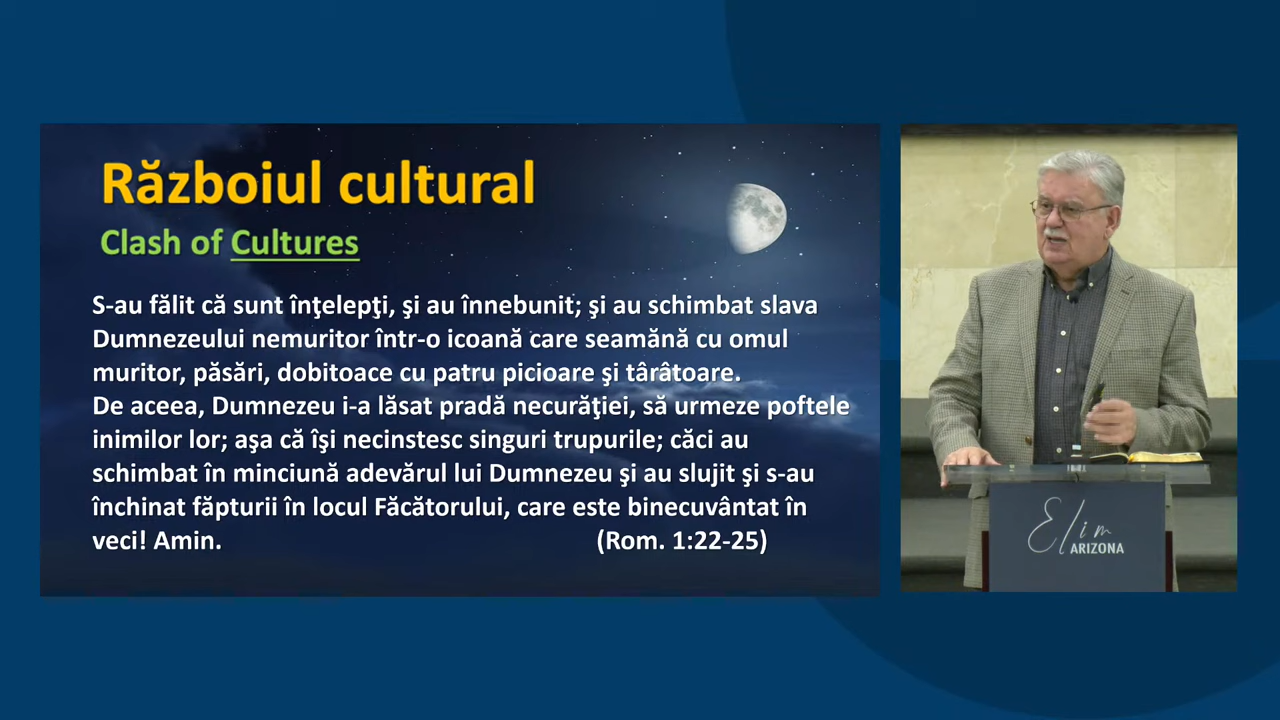 Războiul cultural
Clash of Cultures
S-au fălit că sunt înţelepţi, şi au înnebunit; şi au schimbat slava
Dumnezeului nemuritor într-o icoană care seamănă cu omul
muritor, păsări, dobitoace cu patru picioare şi târâtoare.
De aceea, Dumnezeu i-a lăsat pradă necurăţiei, să urmeze poftele
inimilor lor; aşa că îşi necinstesc singuri trupurile; căci au
schimbat în minciună adevărul lui Dumnezeu şi au slujit şi s-au
închinat făpturii în locul Făcătorului, care este binecuvântat în
veci! Amin. (Rom. 1:22-25)
Elim
ARIZONA